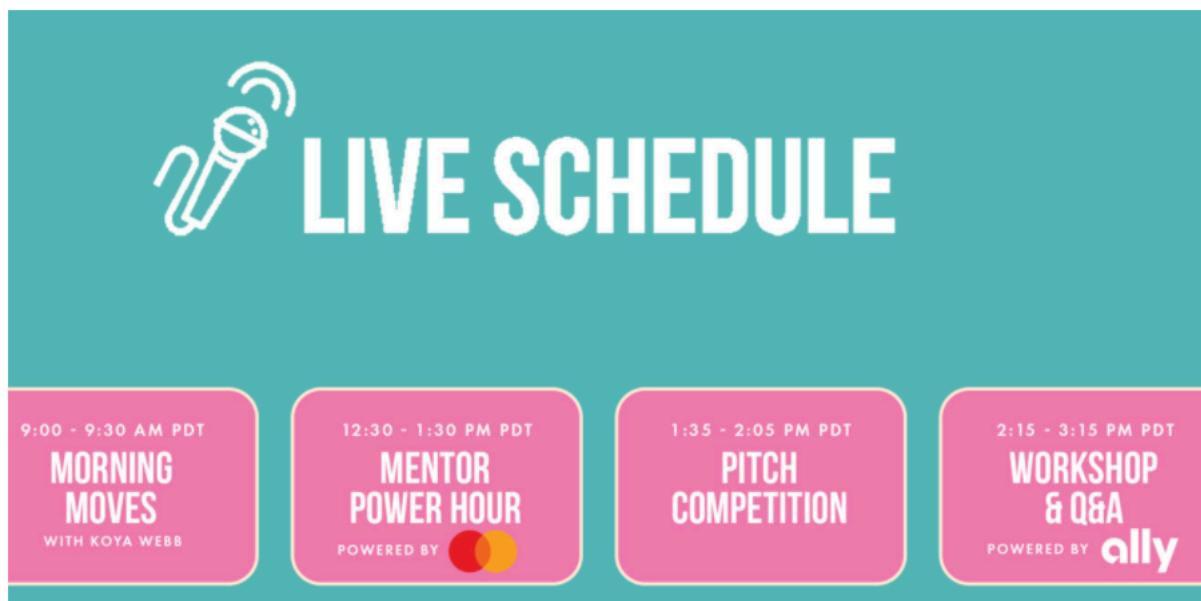 LIVE SCHEDULE
9:00 - 9:30 AM PDT
MORNING
MOVES
WITH KOYA WEBB
12:30 - 1:30 PM PDT
MENTOR
POWER HOUR
POWERED BY
1:35 - 2:05 PM PDT
PITCH
COMPETITION
2:15 - 3:15 PM PDT
WORKSHOP
& Q&A
POWERED BY ally